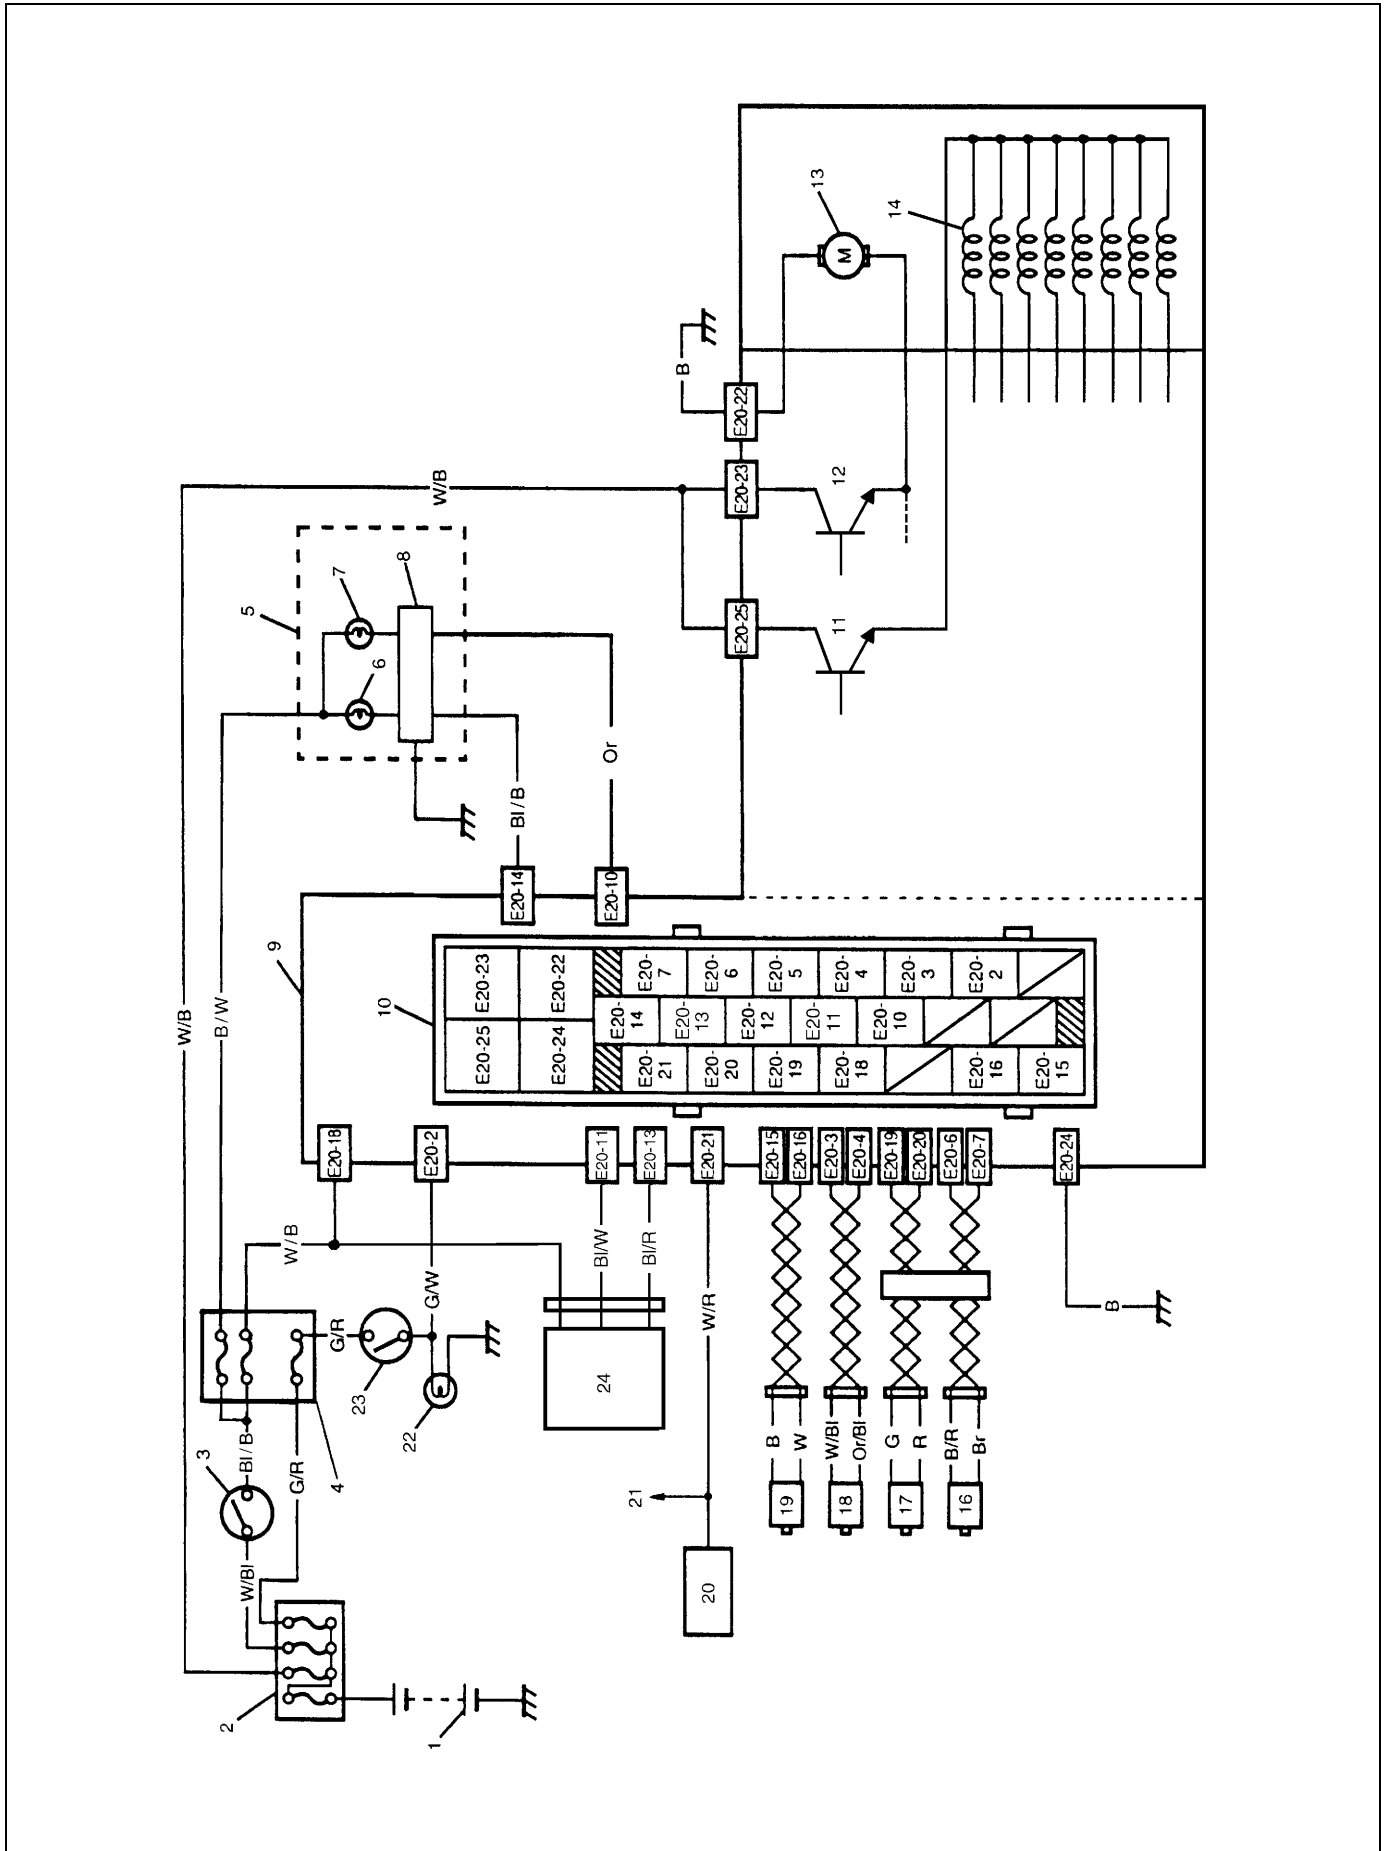 13
14
M
B
E20-22
E20-23
E20-25
12
11
W/B
5
7
8
6
Or
Bl/B
E20-14
E20-10
W/B
B/W
9
10
E20-23
E20-22
E20-7
E20-6
E20-5
E20-4
E20-3
E20-2
E20-14
E20-13
E20-12
E20-11
E20-10
E20-25
E20-24
E20-21
E20-20
E20-19
E20-18
E20-16
E20-15
E20-18
E20-2
E20-11
E20-13
E20-21
E20-15
E20-16
E20-3
E20-4
E20-19
E20-20
E20-6
E20-7
E20-24
W/B
G/W
Bl/W
Bl/R
W/R
B
G/R
23
22
24
3
Bl/B
G/R
4
21
B
W
W/Bl
Or/Bl
G
R
B/R
Br
19
18
17
16
W/Bl
20
2
1